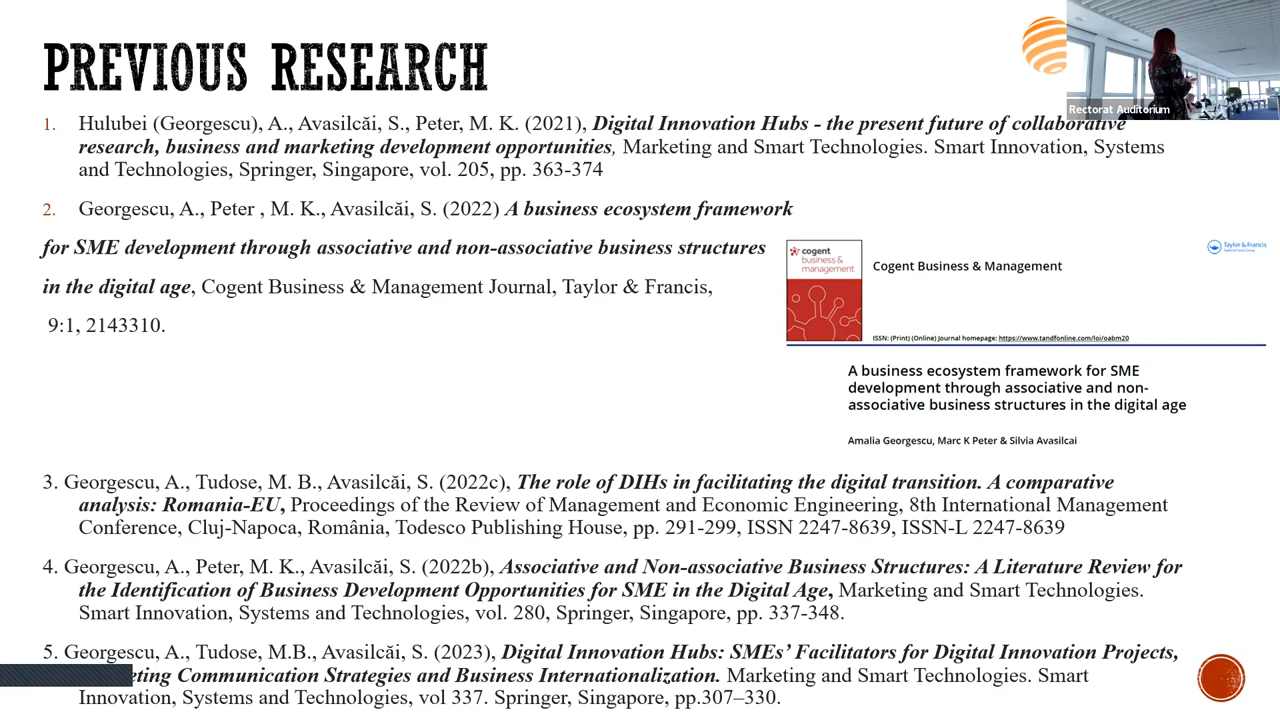 PREVIOUS RESEARCH
Rectorat Auditorium
1. Hulubei (Georgescu), A., Avasilcăi, S., Peter, M. K. (2021), Digital Innovation Hubs - the present future of collaborative
research, business and marketing development opportunities, Marketing and Smart Technologies. Smart Innovation, Systems
and Technologies, Springer, Singapore, vol. 205, pp. 363-374
2. Georgescu, A., Peter , M. K., Avasilcăi, S. (2022) A business ecosystem framework
for SME development through associative and non-associative business structures
in the digital age, Cogent Business & Management Journal, Taylor & Francis,
9:1, 2143310.
cogent
business &
management
Cogent Business & Management
Taylor & Francis
ISSN: (Print) (Online) Journal homepage: https://www.tandfonline.com/loi/oabm20
A business ecosystem framework for SME
development through associative and non-
associative business structures in the digital age
Amalia Georgescu, Marc K Peter & Silvia Avasilcai
3. Georgescu, A., Tudose, M. B., Avasilcăi, S. (2022c), The role of DIHs in facilitating the digital transition. A comparative
analysis: Romania-EU, Proceedings of the Review of Management and Economic Engineering, 8th International Management
Conference, Cluj-Napoca, România, Todesco Publishing House, pp. 291-299, ISSN 2247-8639, ISSN-L 2247-8639
4. Georgescu, A., Peter, M. K., Avasilcăi, S. (2022b), Associative and Non-associative Business Structures: A Literature Review for
the Identification of Business Development Opportunities for SME in the Digital Age, Marketing and Smart Technologies.
Smart Innovation, Systems and Technologies, vol. 280, Springer, Singapore, pp. 337-348.
5. Georgescu, A., Tudose, M.B., Avasilcăi, S. (2023), Digital Innovation Hubs: SMEs’ Facilitators for Digital Innovation Projects,
eting Communication Strategies and Business Internationalization. Marketing and Smart Technologies. Smart
Innovation, Systems and Technologies, vol 337. Springer, Singapore, pp.307–330.